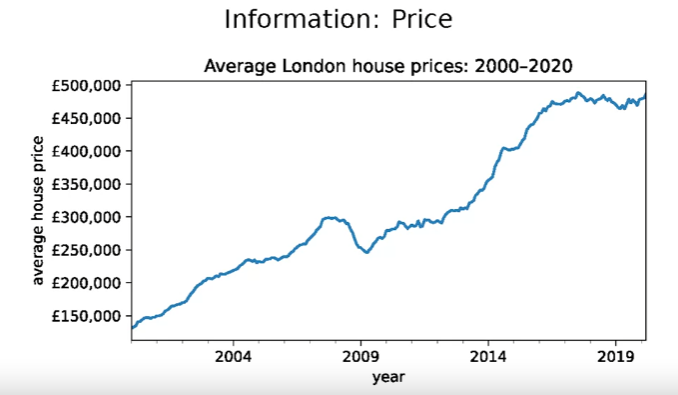 Information: Price
Average London house prices: 2000–2020
£500,000
£450,000
£400,000
£350,000
£300,000
£250,000
£200,000
£150,000
average house price
2004 2009 2014 2019
year